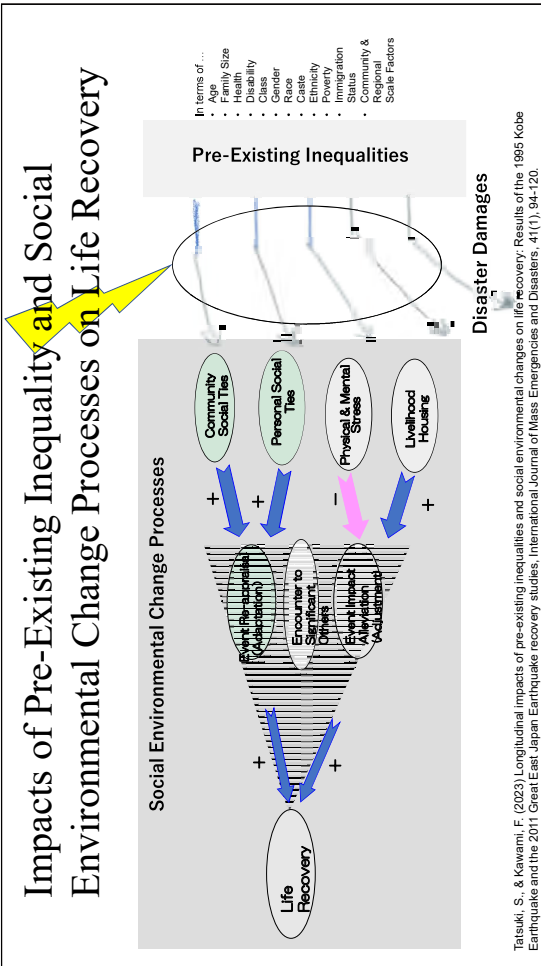 Impacts of Pre-Existing Inequality and Social
Environmental Change Processes on Life Recovery
Social Environmental Change Processes
Life
Recovery
+
+
Event Re-appraisal
(Adaptation)
Encounter to
Significant
Others
Event Impact
Alleviation
(Adjustment)
+
+
−
+
Community
Social Ties
Personal Social
Ties
Physical & Mental
Stress
Livelihood
Housing
Disaster Damages
Pre-Existing Inequalities
In terms of …
• Age
• Family Size
• Health
• Disability
• Class
• Gender
• Race
• Caste
• Ethnicity
• Poverty
• Immigration
Status
• Community &
Regional
Scale Factors
Tatsuki, S., & Kawami, F. (2023) Longitudinal impacts of pre-existing inequalities and social environmental changes on life recovery: Results of the 1995 Kobe
Earthquake and the 2011 Great East Japan Earthquake recovery studies, International Journal of Mass Emergencies and Disasters, 41(1), 94-120.